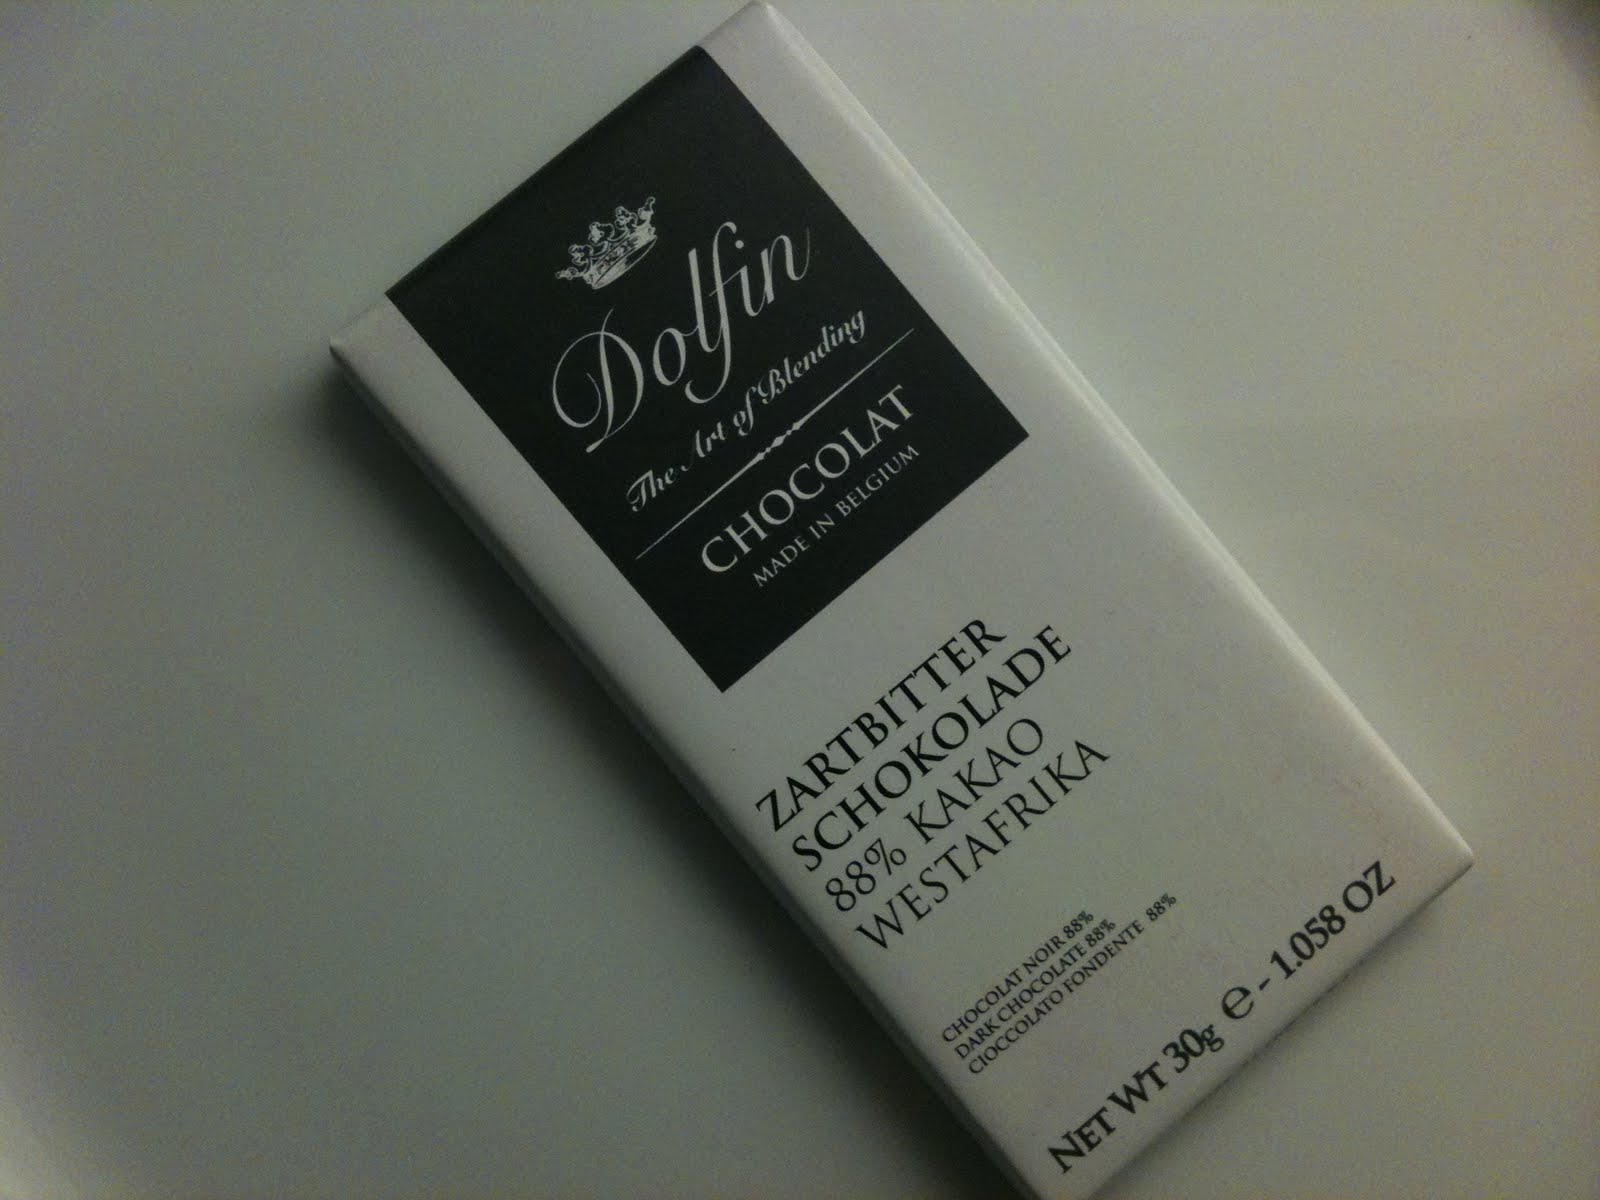 Dolfin
The Art of Blending
CHOCOLAT
MADE IN BELGIUM
ZARTBITTER
SCHOKOLADE
88% KAKAO
WESTAFRIKA
CHOCOLAT NOIR 88%
DARK CHOCOLATE 88%
CIOCCOLATO FONDENTE 88%
NET WT 30g ℮ - 1.058 OZ